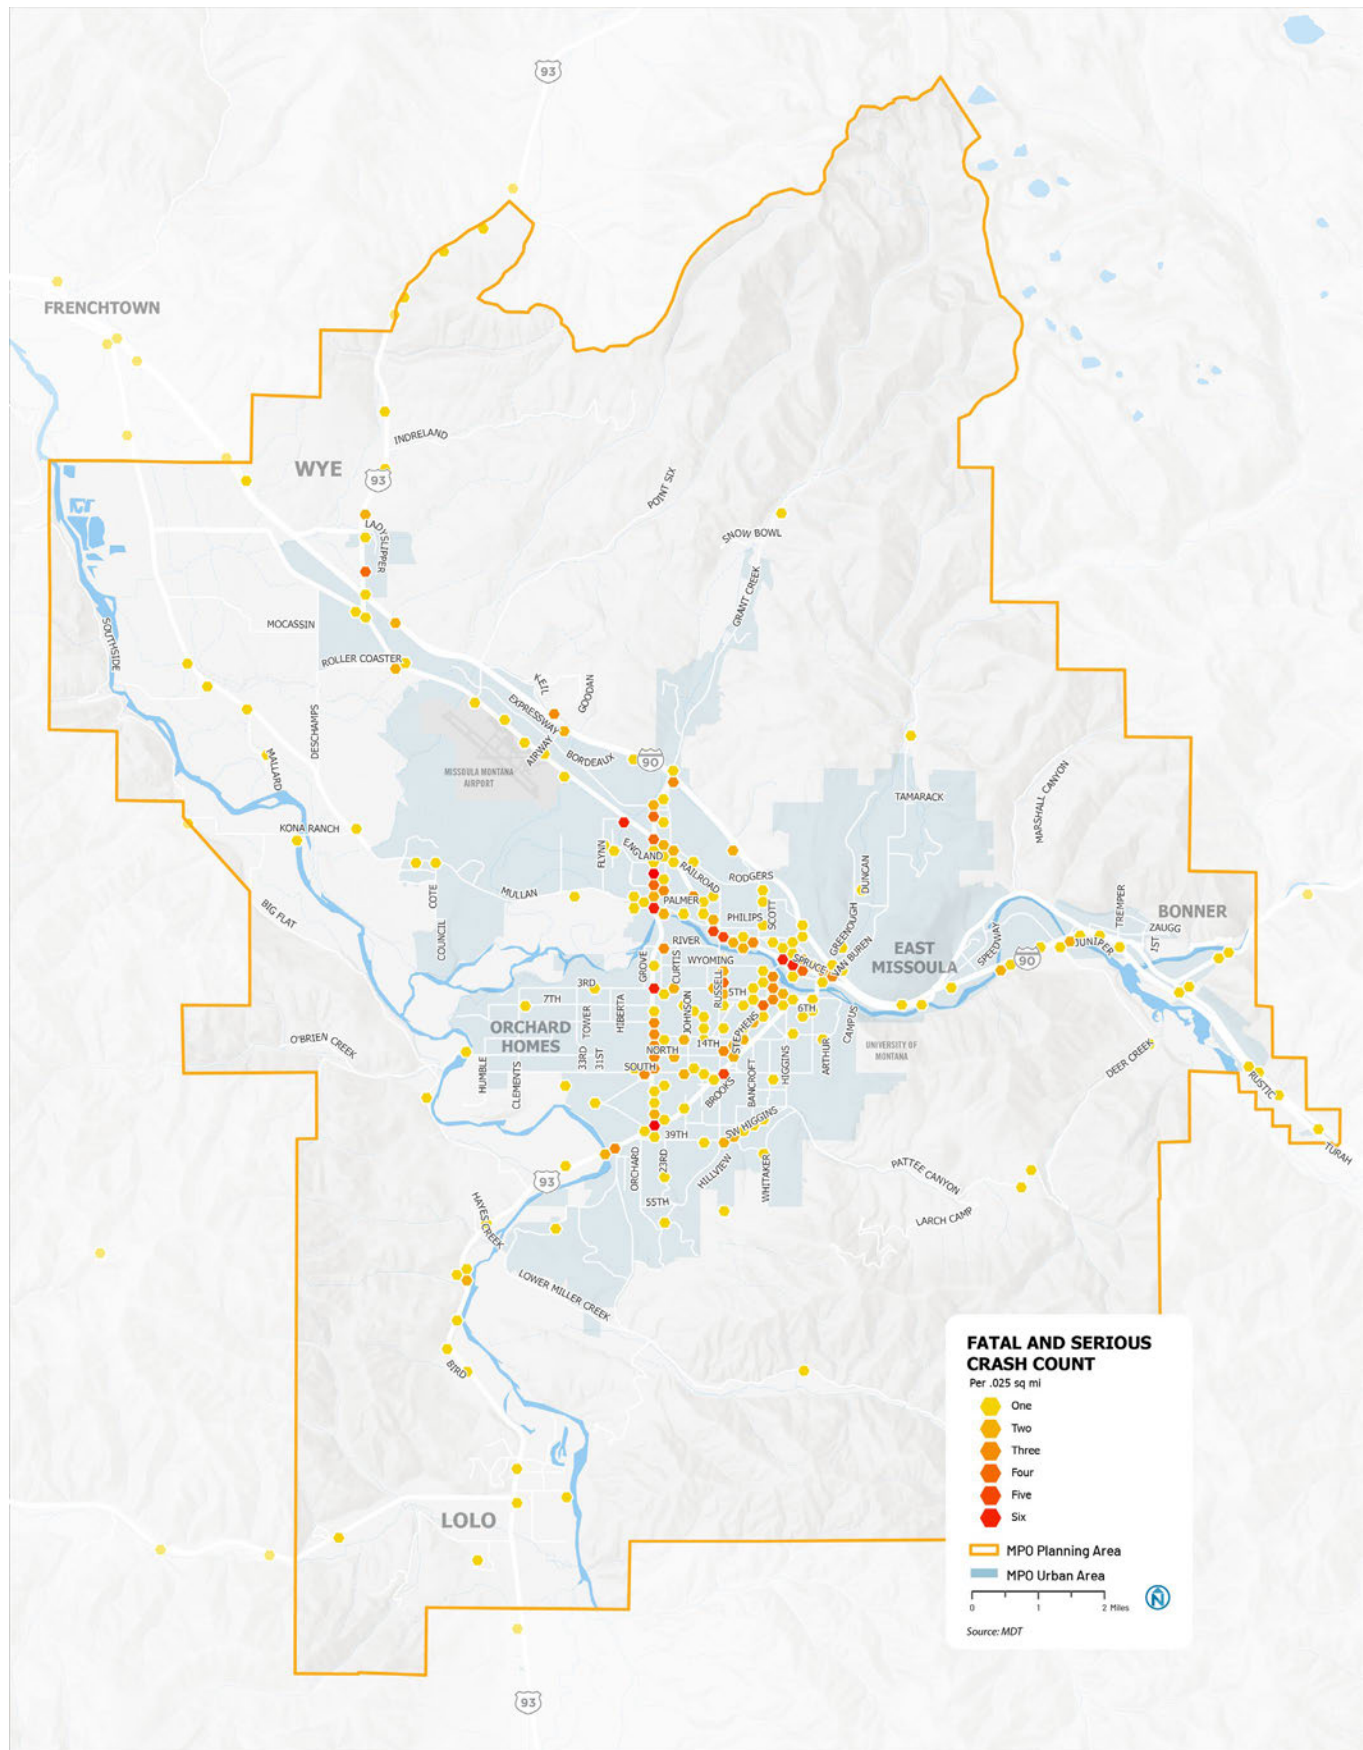 93
FRENCHTOWN
INDRELAND
WYE
93
POINT SIX
SNOW BOWL
LADYSLIPPER
GRANT CREEK
MOCASSIN
SOUTHSIDE
ROLLER COASTER
KEIL
GOODAN
EXPRESSWAY
DESCHAMPS
AIRWAY
BORDEAUX
90
MALLARD
MISSOULA MONTANA
AIRPORT
TAMARACK
MARSHALL CANYON
KONA RANCH
FLYNN
ENGLAND
RAILROAD
RODGERS
DUNCAN
COTE
MULLAN
PALMER
PHILIPS
SCOTT
GREENOUGH
TREMPER
BONNER
BIG FLAT
COUNCIL
RIVER
VAN BUREN
EAST
MISSOULA
SPEEDWAY
90
JUNIPER
1ST
ZAUGG
GROVE
CURTIS
WYOMING
SPRUCE
RUSSELL
3RD
7TH
5TH
6TH
TOWER
HIBERTA
JOHNSON
STEPHENS
CAMPUS
ORCHARD
HOMES
O'BRIEN CREEK
33RD
31ST
NORTH
14TH
HIGGINS
ARTHUR
UNIVERSITY OF
MONTANA
HUMBLE
CLEMENTS
SOUTH
BROOKS
BANCROFT
DEER CREEK
RUSTIC
39TH
SW HIGGINS
TURAH
ORCHARD
23RD
HILLVIEW
WHITAKER
PATTEE CANYON
93
HAYES CREEK
55TH
LARCH CAMP
LOWER MILLER CREEK
BIRD
LOLO
93
FATAL AND SERIOUS
CRASH COUNT
Per .025 sq mi
One
Two
Three
Four
Five
Six
MPO Planning Area
MPO Urban Area
0 1 2 Miles
N
Source: MDT